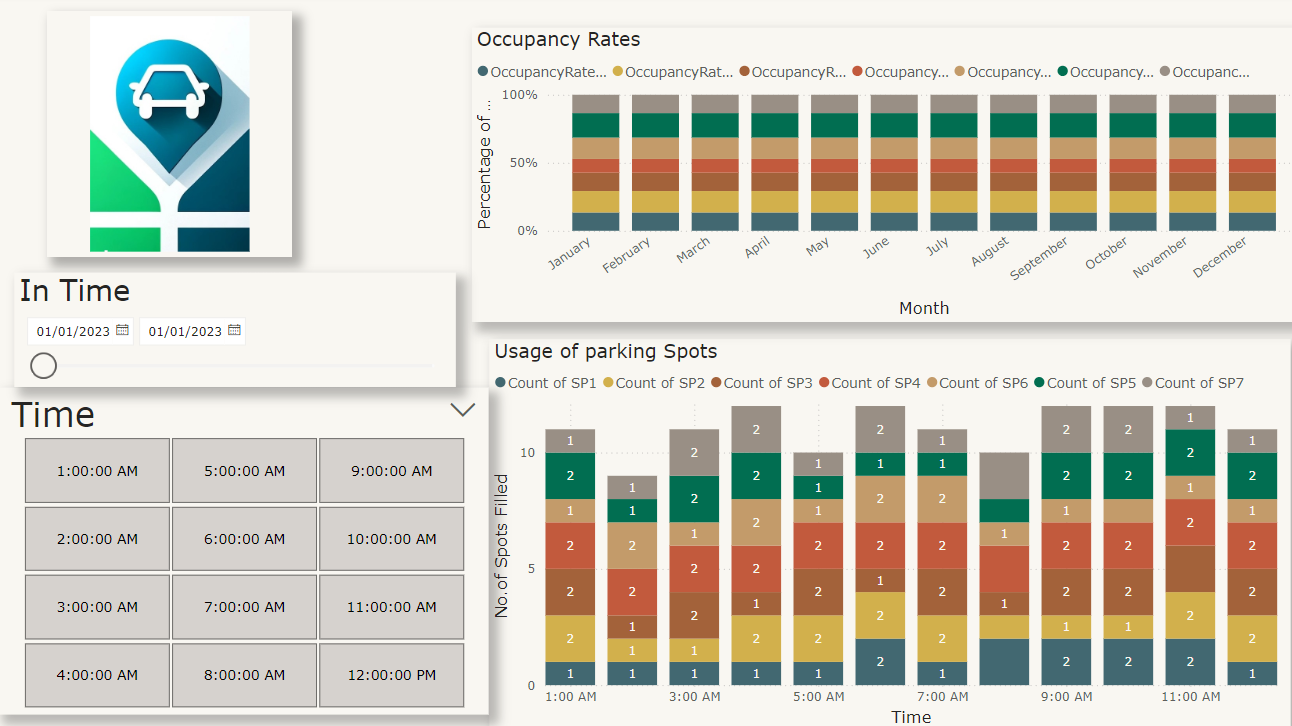 Occupancy Rates
OccupancyRate... OccupancyRat... OccupancyR... Occupancy... Occupancy... Occupancy... Occupanc...
Percentage of ...
100%
50%
0%
January February March April May June July August September October November December
Month
In Time
01/01/2023 01/01/2023
Time
1:00:00 AM 5:00:00 AM 9:00:00 AM
2:00:00 AM 6:00:00 AM 10:00:00 AM
3:00:00 AM 7:00:00 AM 11:00:00 AM
4:00:00 AM 8:00:00 AM 12:00:00 PM
Usage of parking Spots
Count of SP1 Count of SP2 Count of SP3 Count of SP4 Count of SP6 Count of SP5 Count of SP7
No.of Spots Filled
10
5
0
1 2 2 2 1 2 1
1 1 1 2 2 1 1
1 1 2 2 1 2 2
1 2 1 2 2 2 2
1 2 2 2 1 1 1
2 2 1 2 2 1 2
1 2 2 2 2 1 1
1 1
2 1 2 2 1 2 2
2 1 2 2 1 2 2
2 2 2 1 2 1
1 2 2 2 1 2 1
1:00 AM 3:00 AM 5:00 AM 7:00 AM 9:00 AM 11:00 AM
Time